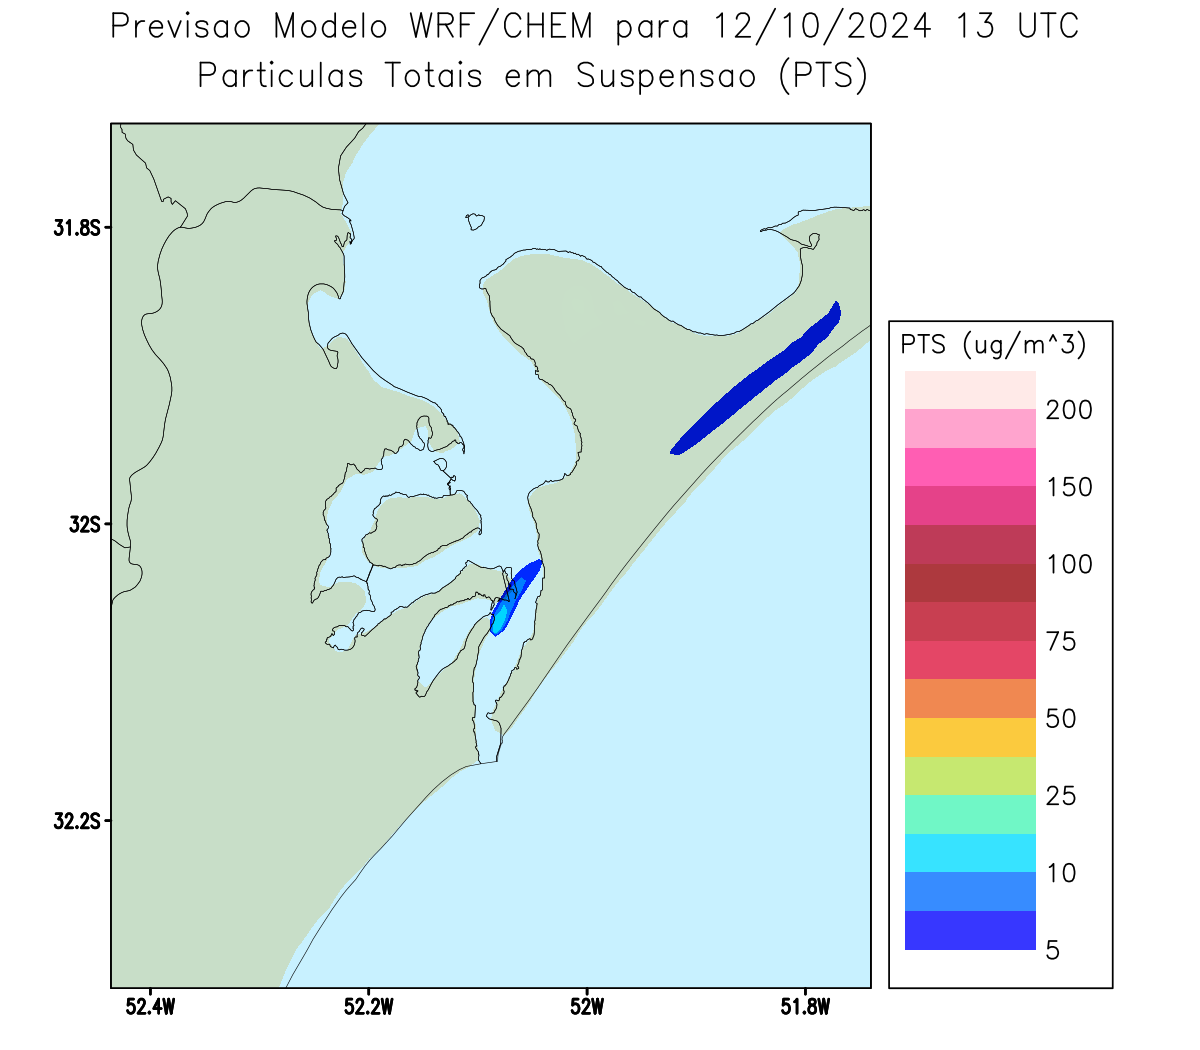 Previsao Modelo WRF/CHEM para 12/10/2024 13 UTC
Particulas Totais em Suspensao (PTS)
31.8S
32S
32.2S
52.4W
52.2W
52W
51.8W
PTS (ug/m^3)
200
150
100
75
50
25
10
5